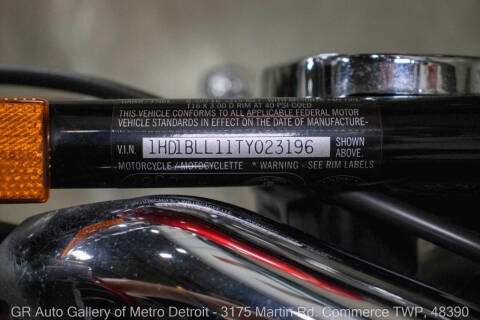 T16 X 3.00 D RIM AT 40 PSI COLD
THIS VEHICLE CONFORMS TO ALL APPLICABLE FEDERAL MOTOR
VEHICLE STANDARDS IN EFFECT ON THE DATE OF MANUFACTURE-
V.I.N. 1HD1BLL11TY023196 SHOWN
ABOVE.
MOTORCYCLE / MOTOCYCLETTE * WARNING - SEE RIM LABELS
GR Auto Gallery of Metro Detroit - 3175 Martin Rd. Commerce TWP, 48390